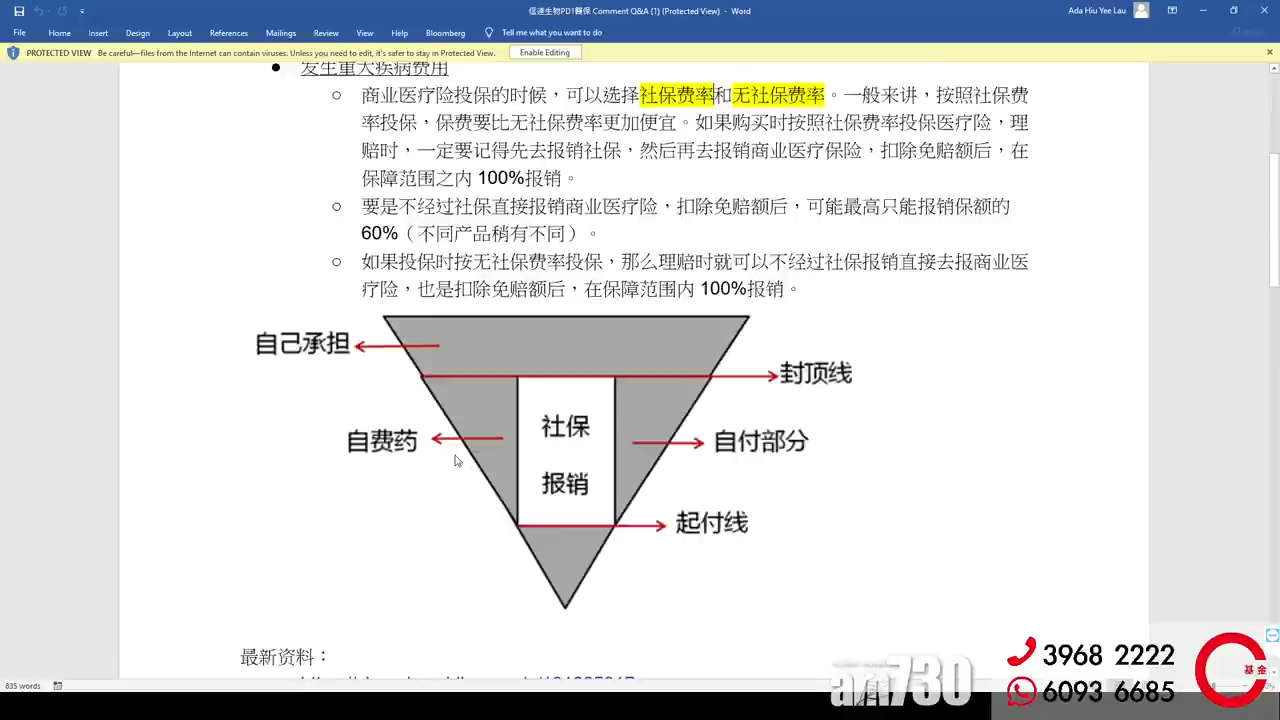 信達生物PD1醫保 Comment Q&A (1) (Protected View) - Word
Ada Hiu Yee Lau
File Home Insert Draw Design Layout References Mailings Review View Help Bloomberg Tell me what you want to do
PROTECTED VIEW Be careful—files from the Internet can contain viruses. Unless you need to edit, it's safer to stay in Protected View. Enable Editing
发生重大疾病费用
商业医疗险投保的时候，可以选择社保费率和无社保费率。一般来讲，按照社保费
率投保，保费要比无社保费率更加便宜。如果购买时按照社保费率投保医疗险，理
赔时，一定要记得先去报销社保，然后再去报销商业医疗保险，扣除免赔额后，在
保障范围之内 100%报销。
要是不经过社保直接报销商业医疗险，扣除免赔额后，可能最高只能报销保额的
60%（不同产品稍有不同）。
如果投保时按无社保费率投保，那么理赔时就可以不经过社保报销直接去报商业医
疗险，也是扣除免赔额后，在保障范围内 100%报销。
自己承担
封顶线
社保
自费药
自付部分
报销
起付线
最新资料：
am730
3968 2222
6093 6685
基金
835 words